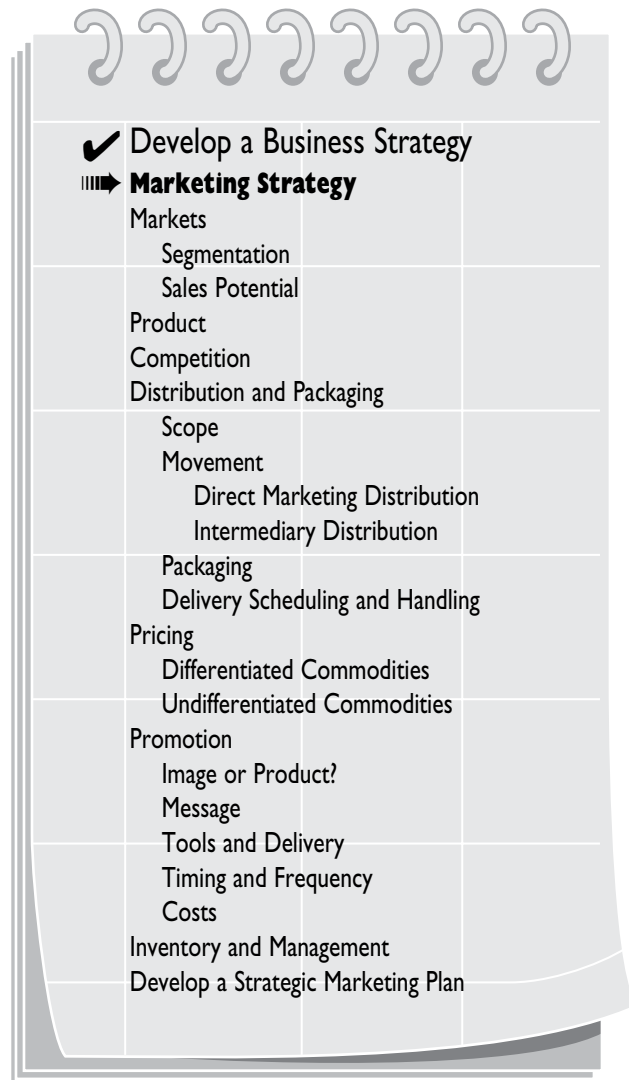 Develop a Business Strategy
Marketing Strategy
Markets
Segmentation
Sales Potential
Product
Competition
Distribution and Packaging
Scope
Movement
Direct Marketing Distribution
Intermediary Distribution
Packaging
Delivery Scheduling and Handling
Pricing
Differentiated Commodities
Undifferentiated Commodities
Promotion
Image or Product?
Message
Tools and Delivery
Timing and Frequency
Costs
Inventory and Management
Develop a Strategic Marketing Plan